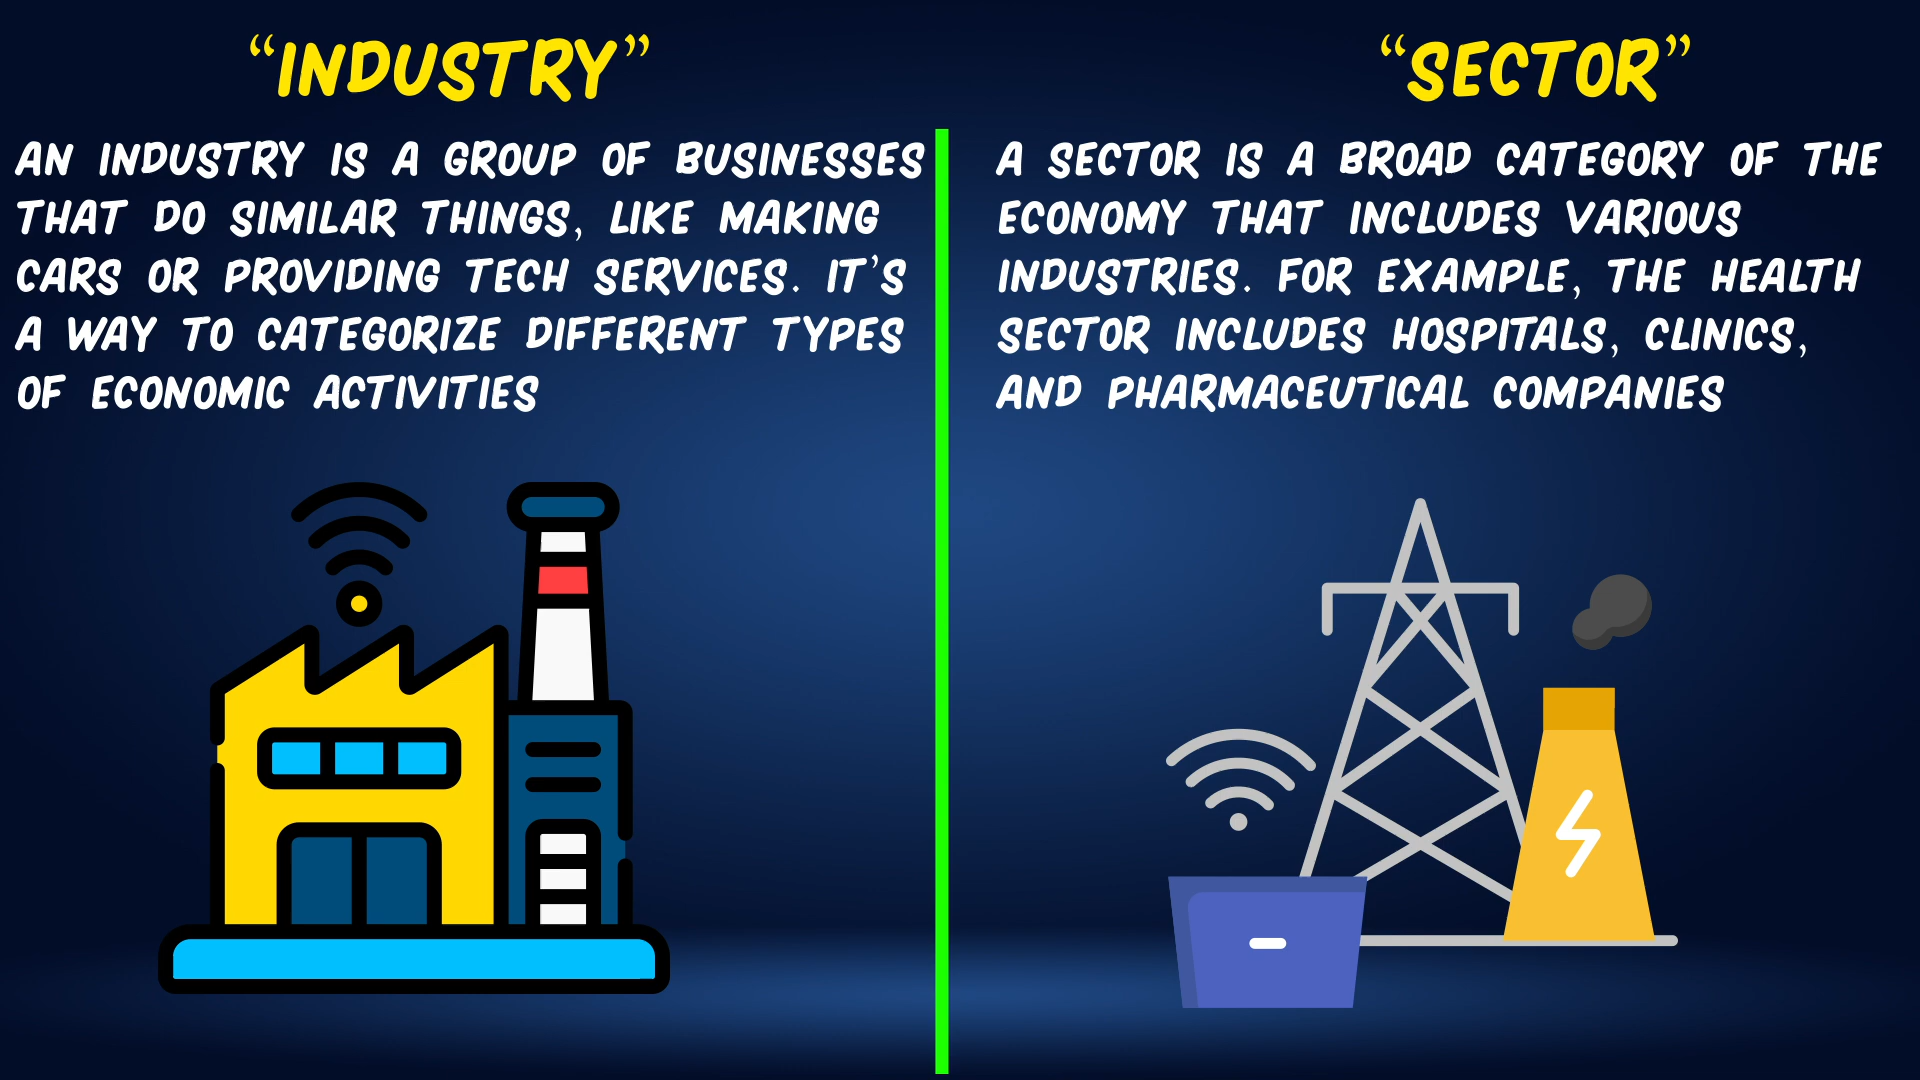 “INDUSTRY”
AN INDUSTRY IS A GROUP OF BUSINESSES
THAT DO SIMILAR THINGS, LIKE MAKING
CARS OR PROVIDING TECH SERVICES. IT’S
A WAY TO CATEGORIZE DIFFERENT TYPES
OF ECONOMIC ACTIVITIES
“SECTOR”
A SECTOR IS A BROAD CATEGORY OF THE
ECONOMY THAT INCLUDES VARIOUS
INDUSTRIES. FOR EXAMPLE, THE HEALTH
SECTOR INCLUDES HOSPITALS, CLINICS,
AND PHARMACEUTICAL COMPANIES